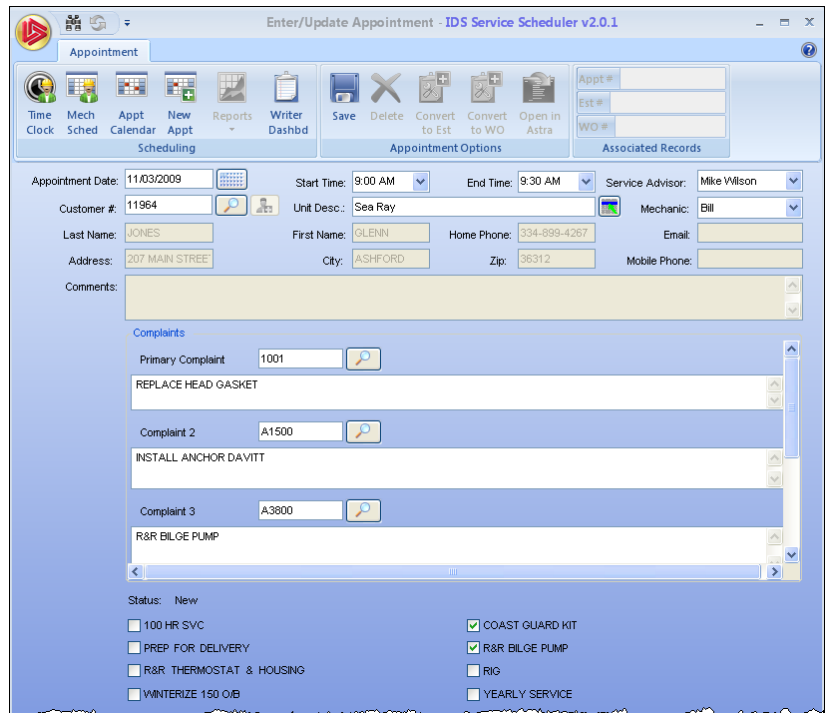 Enter/Update Appointment - IDS Service Scheduler v2.0.1
Appointment
Time Clock
Mech Sched
Appt Calendar
New Appt
Reports
Writer Dashbd
Scheduling
Save
Delete
Convert to Est
Convert to WO
Open in Astra
Appointment Options
Appt #
Est #
WO #
Associated Records
Appointment Date: 11/03/2009 Start Time: 9:00 AM End Time: 9:30 AM Service Advisor: Mike Wilson
Customer #: 11964 Unit Desc.: Sea Ray Mechanic: Bill
Last Name: JONES First Name: GLENN Home Phone: 334-899-4267 Email:
Address: 207 MAIN STREET City: ASHFORD Zip: 36312 Mobile Phone:
Comments:
Complaints
Primary Complaint 1001
REPLACE HEAD GASKET
Complaint 2 A1500
INSTALL ANCHOR DAVITT
Complaint 3 A3800
R&R BILGE PUMP
Status: New
100 HR SVC COAST GUARD KIT
PREP FOR DELIVERY R&R BILGE PUMP
R&R THERMOSTAT & HOUSING RIG
WINTERIZE 150 O/B YEARLY SERVICE